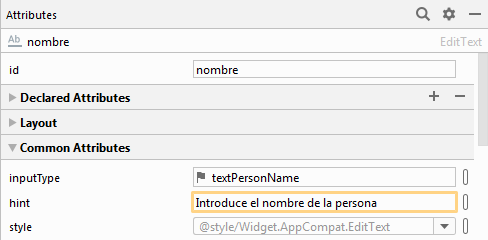 Attributes
Ab nombre EditText
id nombre
Declared Attributes
Layout
Common Attributes
inputType textPersonName
hint Introduce el nombre de la persona
style @style/Widget.AppCompat.EditText